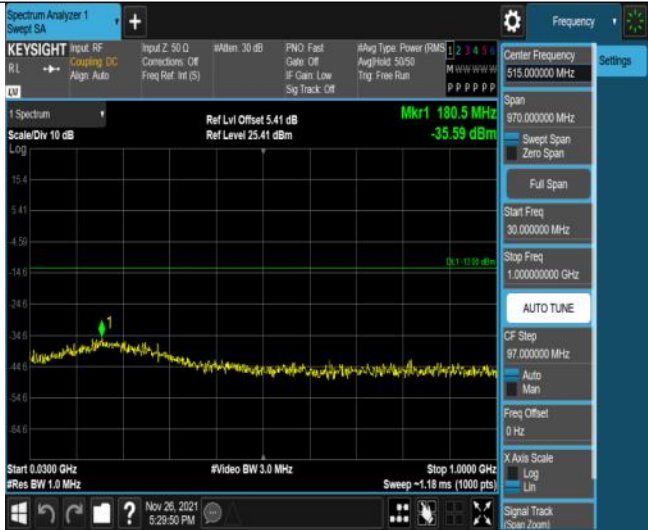 Spectrum Analyzer 1
Swept SA
Frequency
KEYSIGHT
Input: RF
Input Z: 50 Ω
#Atten: 30 dB
PNO: Fast
#Avg Type: Power (RMS
1 2 3 4 5 6
RL
Coupling: DC
Corrections: Off
Gate: Off
Avg|Hold: 50/50
M W W W W W
Align: Auto
Freq Ref: Int (S)
IF Gain: Low
Trig: Free Run
Sig Track: Off
P P P P P P
LV
1 Spectrum
Ref Lvl Offset 5.41 dB
Mkr1 180.5 MHz
Scale/Div 10 dB
Ref Level 25.41 dBm
-35.59 dBm
Log
15.4
5.41
-4.59
DL1 -13.00 dBm
-14.6
-24.6
1
-34.6
-44.6
-54.6
-64.6
Start 0.0300 GHz
#Video BW 3.0 MHz
Stop 1.0000 GHz
#Res BW 1.0 MHz
Sweep ~1.18 ms (1000 pts)
?
Nov 26, 2021
5:29:50 PM
Center Frequency
515.000000 MHz
Settings
Span
970.000000 MHz
Swept Span
Zero Span
Full Span
Start Freq
30.000000 MHz
Stop Freq
1.000000000 GHz
AUTO TUNE
CF Step
97.000000 MHz
Auto
Man
Freq Offset
0 Hz
X Axis Scale
Log
Lin
Signal Track
(Span Zoom)